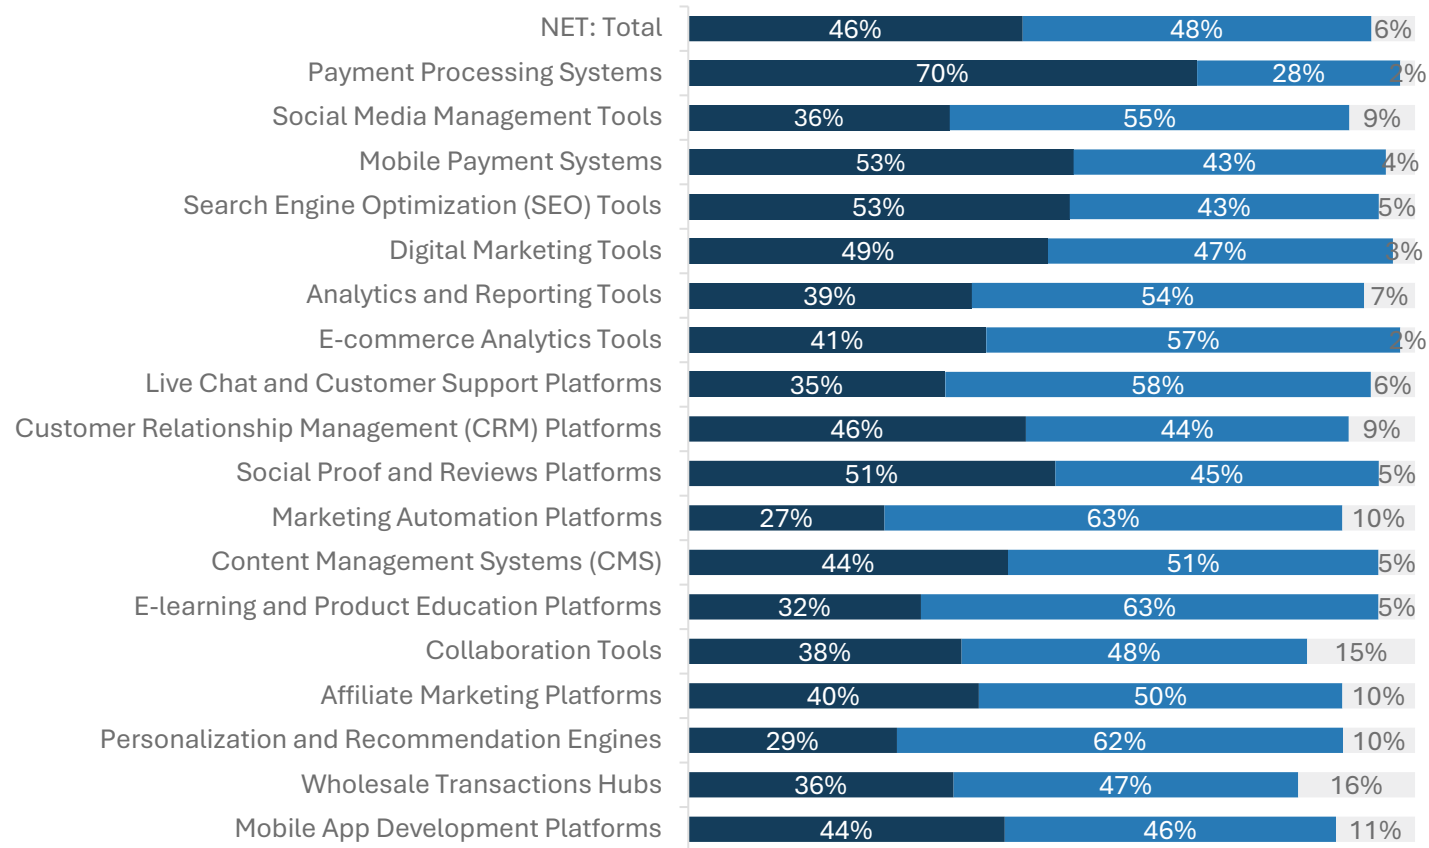 NET: Total 46% 48% 6%
Payment Processing Systems 70% 28% 2%
Social Media Management Tools 36% 55% 9%
Mobile Payment Systems 53% 43% 4%
Search Engine Optimization (SEO) Tools 53% 43% 5%
Digital Marketing Tools 49% 47% 3%
Analytics and Reporting Tools 39% 54% 7%
E-commerce Analytics Tools 41% 57% 2%
Live Chat and Customer Support Platforms 35% 58% 6%
Customer Relationship Management (CRM) Platforms 46% 44% 9%
Social Proof and Reviews Platforms 51% 45% 5%
Marketing Automation Platforms 27% 63% 10%
Content Management Systems (CMS) 44% 51% 5%
E-learning and Product Education Platforms 32% 63% 5%
Collaboration Tools 38% 48% 15%
Affiliate Marketing Platforms 40% 50% 10%
Personalization and Recommendation Engines 29% 62% 10%
Wholesale Transactions Hubs 36% 47% 16%
Mobile App Development Platforms 44% 46% 11%